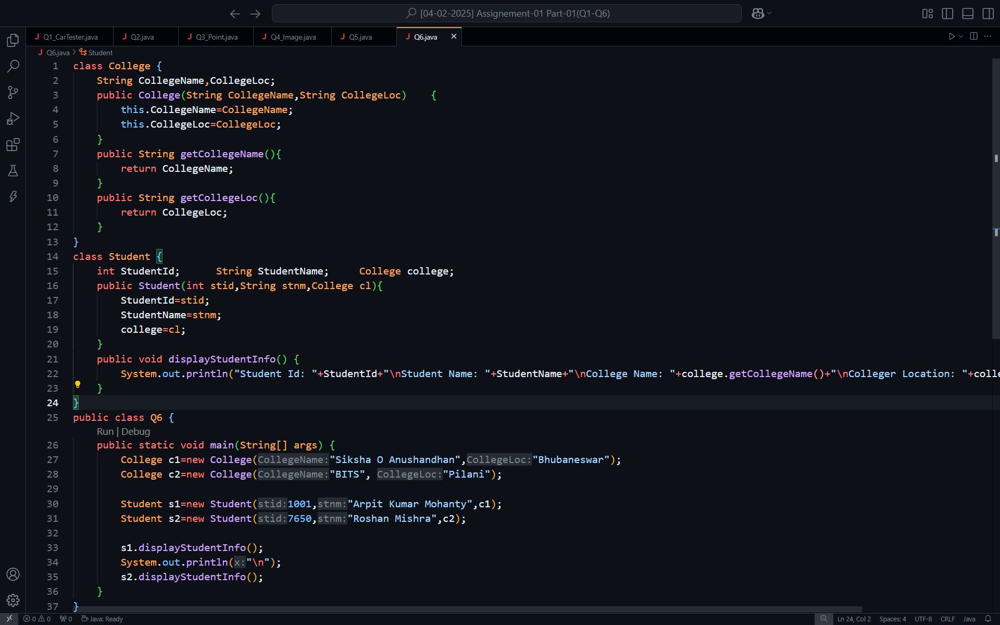 [04-02-2025] Assignement-01 Part-01(Q1-Q6)
J Q1_CarTester.java J Q2.java J Q3_Point.java J Q4_Image.java J Q5.java J Q6.java ×
J Q6.java > Student
1 class College {
2     String CollegeName,CollegeLoc;
3     public College(String CollegeName,String CollegeLoc)    {
4         this.CollegeName=CollegeName;
5         this.CollegeLoc=CollegeLoc;
6     }
7     public String getCollegeName(){
8         return CollegeName;
9     }
10     public String getCollegeLoc(){
11         return CollegeLoc;
12     }
13 }
14 class Student {
15     int StudentId;      String StudentName;     College college;
16     public Student(int stid,String stnm,College cl){
17         StudentId=stid;
18         StudentName=stnm;
19         college=cl;
20     }
21     public void displayStudentInfo() {
22         System.out.println("Student Id: "+StudentId+"\nStudent Name: "+StudentName+"\nCollege Name: "+college.getCollegeName()+"\nColleger Location: "+colle
23     }
24 }
25 public class Q6 {
Run | Debug
26     public static void main(String[] args) {
27         College c1=new College(CollegeName:"Siksha O Anushandhan",CollegeLoc:"Bhubaneswar");
28         College c2=new College(CollegeName:"BITS", CollegeLoc:"Pilani");
29
30         Student s1=new Student(stid:1001,stnm:"Arpit Kumar Mohanty",c1);
31         Student s2=new Student(stid:7650,stnm:"Roshan Mishra",c2);
32
33         s1.displayStudentInfo();
34         System.out.println(x:"\n");
35         s2.displayStudentInfo();
36     }
37 }
0 0 0 Java: Ready Ln 24, Col 2 Spaces: 4 UTF-8 CRLF Java